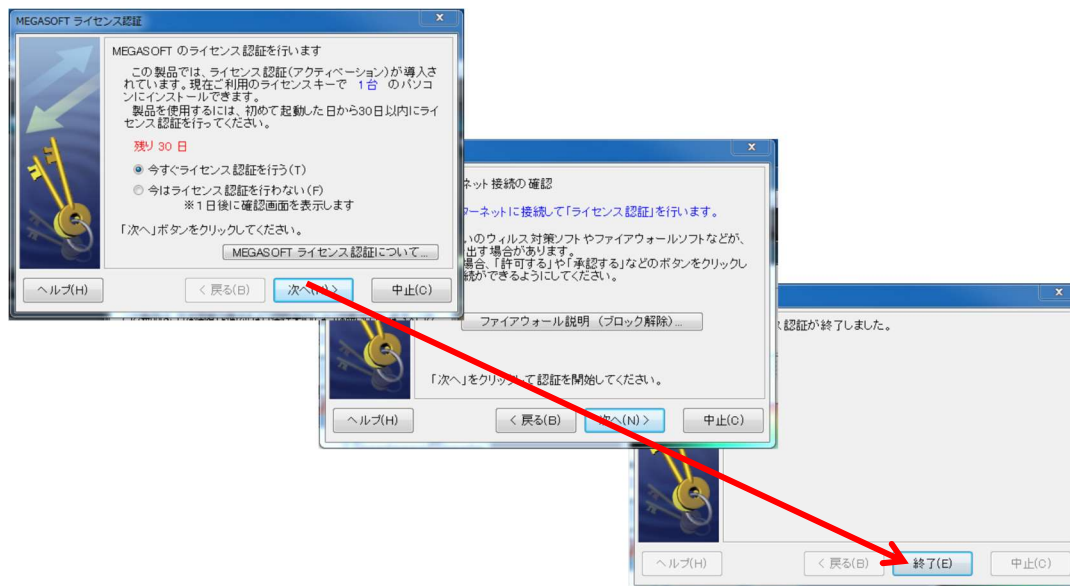 MEGASOFT ライセンス認証
MEGASOFT のライセンス認証を行います
この製品では、ライセンス認証(アクティベーション)が導入さ
れています。現在ご利用のライセンスキーで 1台 のパソコ
ンにインストールできます。
製品を使用するには、初めて起動した日から30日以内にライ
センス認証を行ってください。
残り 30 日
今すぐライセンス認証を行う(T)
今はライセンス認証を行わない(F)
※1日後に確認画面を表示します
「次へ」ボタンをクリックしてください。
MEGASOFT ライセンス認証について...
ヘルプ(H)
< 戻る(B)
次へ(N) >
中止(C)
ネット接続の確認
ターネットに接続して「ライセンス認証」を行います。
いのウィルス対策ソフトやファイアウォールソフトなどが、
出す場合があります。
場合、「許可する」や「承認する」などのボタンをクリックし
続ができるようにしてください。
ファイアウォール説明 (ブロック解除)...
「次へ」をクリックして認証を開始してください。
ヘルプ(H)
< 戻る(B)
次へ(N) >
中止(C)
ス認証が終了しました。
ヘルプ(H)
< 戻る(B)
終了(E)
中止(C)